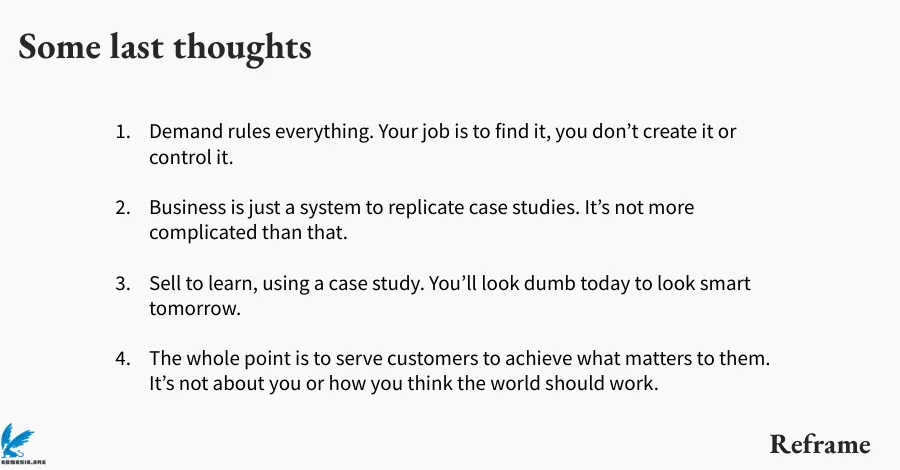 Some last thoughts
1. Demand rules everything. Your job is to find it, you don’t create it or
control it.
2. Business is just a system to replicate case studies. It’s not more
complicated than that.
3. Sell to learn, using a case study. You’ll look dumb today to look smart
tomorrow.
4. The whole point is to serve customers to achieve what matters to them.
It’s not about you or how you think the world should work.
Reframe